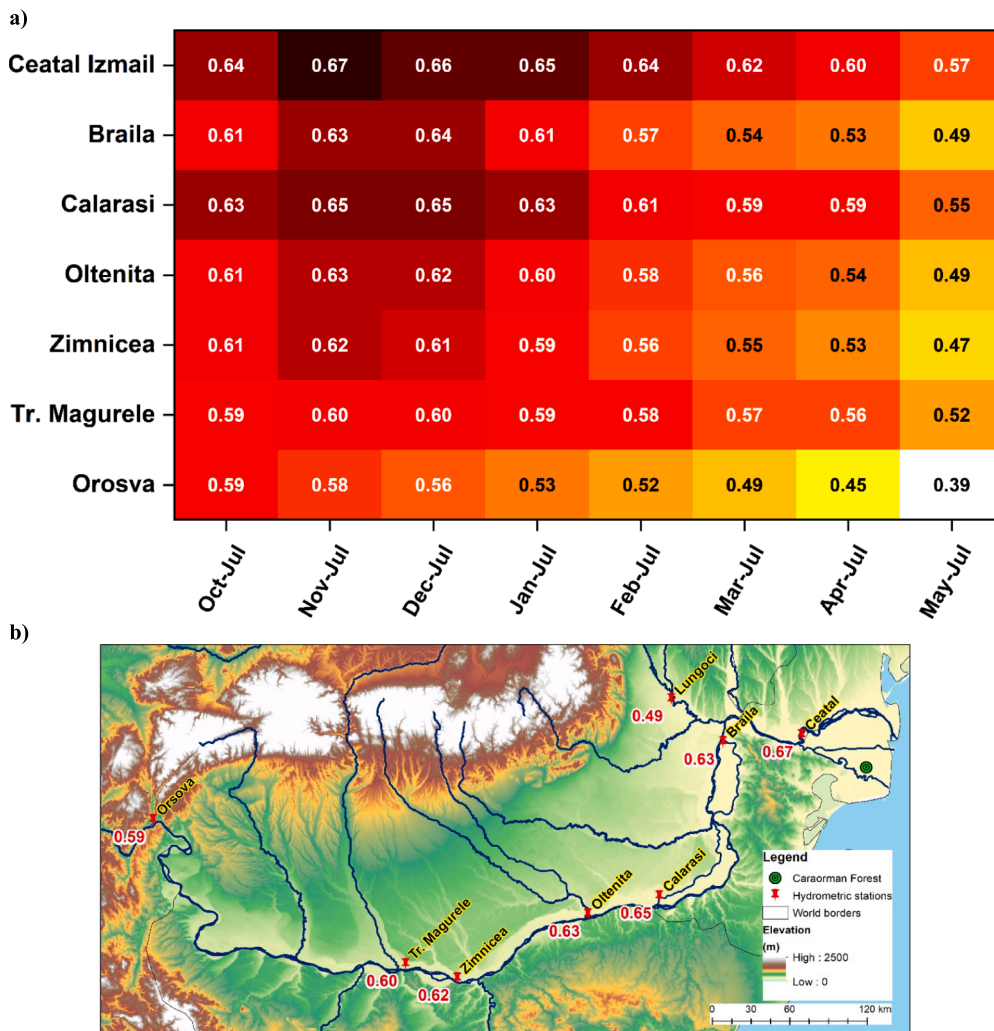 a)
Ceatal Izmail 0.64 0.67 0.66 0.65 0.64 0.62 0.60 0.57
Braila 0.61 0.63 0.64 0.61 0.57 0.54 0.53 0.49
Calarasi 0.63 0.65 0.65 0.63 0.61 0.59 0.59 0.55
Oltenita 0.61 0.63 0.62 0.60 0.58 0.56 0.54 0.49
Zimnicea 0.61 0.62 0.61 0.59 0.56 0.55 0.53 0.47
Tr. Magurele 0.59 0.60 0.60 0.59 0.58 0.57 0.56 0.52
Orosva 0.59 0.58 0.56 0.53 0.52 0.49 0.45 0.39
Oct-Jul Nov-Jul Dec-Jul Jan-Jul Feb-Jul Mar-Jul Apr-Jul May-Jul
b)
Lungoci
0.49
Braila
0.63
Ceatal
0.67
Orsova
0.59
Calarasi
0.65
Oltenita
0.63
Tr. Magurele
0.60
Zimnicea
0.62
Legend
Caraorman Forest
Hydrometric stations
World borders
Elevation
(m)
High : 2500
Low : 0
0 30 60 120 km